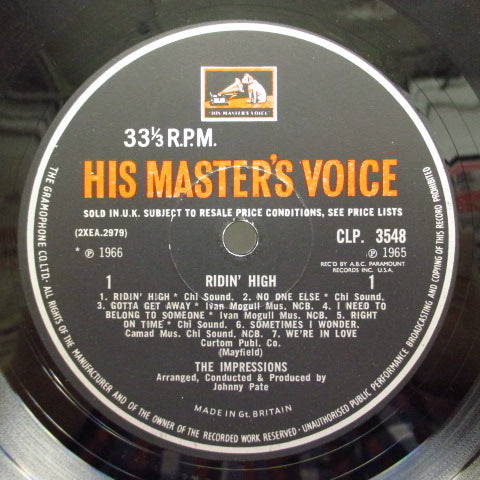 "HIS MASTER'S VOICE"
33⅓ R.P.M.
HIS MASTER'S VOICE
SOLD IN U.K. SUBJECT TO RESALE PRICE CONDITIONS, SEE PRICE LISTS
(2XEA.2979)
CLP. 3548
* ℗ 1966
℗ 1965
REC'D BY A.B.C. PARAMOUNT
RECORDS INC. U.S.A.
1 RIDIN' HIGH 1
1. RIDIN' HIGH * Chi Sound. 2. NO ONE ELSE * Chi Sound.
3. GOTTA GET AWAY * Ivan Mogull Mus. NCB. 4. I NEED TO
BELONG TO SOMEONE * Ivan Mogull Mus. NCB. 5. RIGHT
ON TIME * Chi Sound. 6. SOMETIMES I WONDER.
Camad Mus. Chi Sound. NCB. 7. WE'RE IN LOVE
Curtom Publ. Co.
(Mayfield)
THE IMPRESSIONS
Arranged, Conducted & Produced by
Johnny Pate
MADE IN Gt. BRITAIN
THE GRAMOPHONE CO. LTD. ALL RIGHTS OF THE MANUFACTURER AND OF THE OWNER OF THE RECORDED WORK RESERVED · UNAUTHORISED PUBLIC PERFORMANCE BROADCASTING AND COPYING OF THIS RECORD PROHIBITED